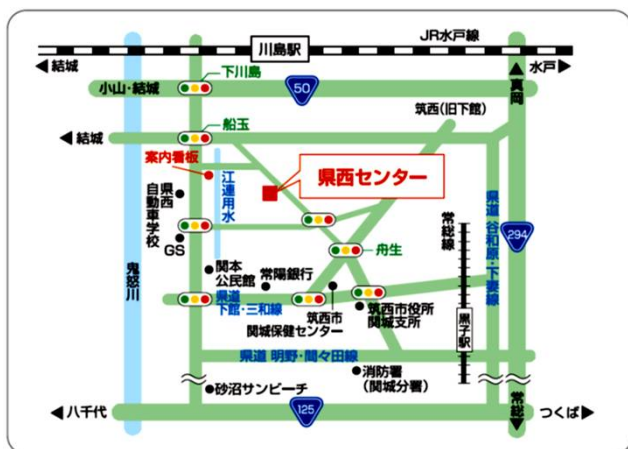 川島駅
JR水戸線
結城
水戸
下川島
小山・結城
50
真岡
筑西(旧下館)
船玉
結城
案内看板
県西センター
江連用水
県西
自動車学校
県道 谷和原・下妻線
常総線
294
GS
舟生
鬼怒川
関本
公民館
常陽銀行
県道
下館・三和線
筑西市
関城保健センター
筑西市役所
関城支所
黒子駅
県道 明野・間々田線
消防署
(関城分署)
砂沼サンビーチ
八千代
125
常総
つくば